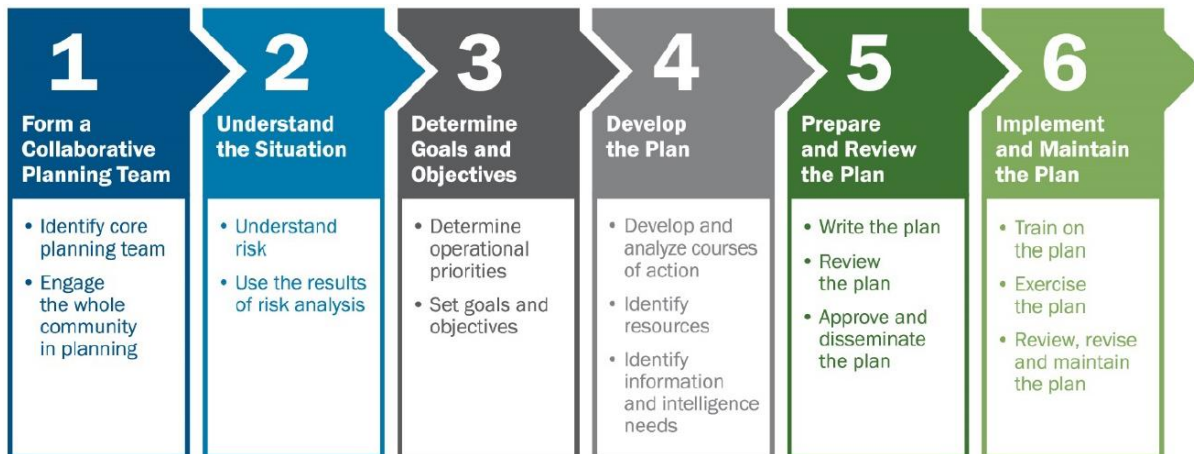 1
Form a
Collaborative
Planning Team
• Identify core
planning team
• Engage
the whole
community
in planning
2
Understand
the Situation
• Understand
risk
• Use the results
of risk analysis
3
Determine
Goals and
Objectives
• Determine
operational
priorities
• Set goals and
objectives
4
Develop
the Plan
• Develop and
analyze courses
of action
• Identify
resources
• Identify
information
and intelligence
needs
5
Prepare
and Review
the Plan
• Write the plan
• Review
the plan
• Approve and
disseminate
the plan
6
Implement
and Maintain
the Plan
• Train on
the plan
• Exercise
the plan
• Review, revise
and maintain
the plan